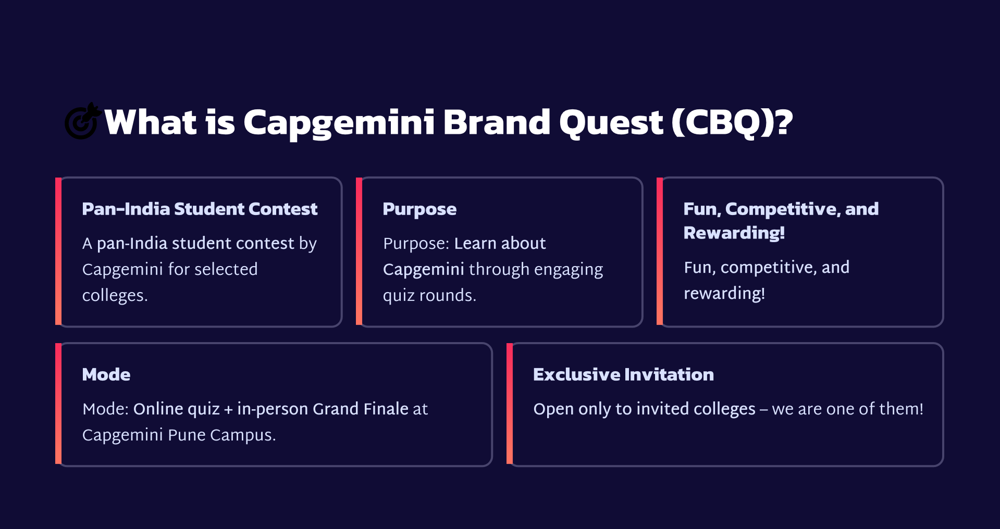 What is Capgemini Brand Quest (CBQ)?
Pan-India Student Contest
A pan-India student contest by
Capgemini for selected
colleges.
Purpose
Purpose: Learn about
Capgemini through engaging
quiz rounds.
Fun, Competitive, and
Rewarding!
Fun, competitive, and
rewarding!
Mode
Mode: Online quiz + in-person Grand Finale at
Capgemini Pune Campus.
Exclusive Invitation
Open only to invited colleges – we are one of them!